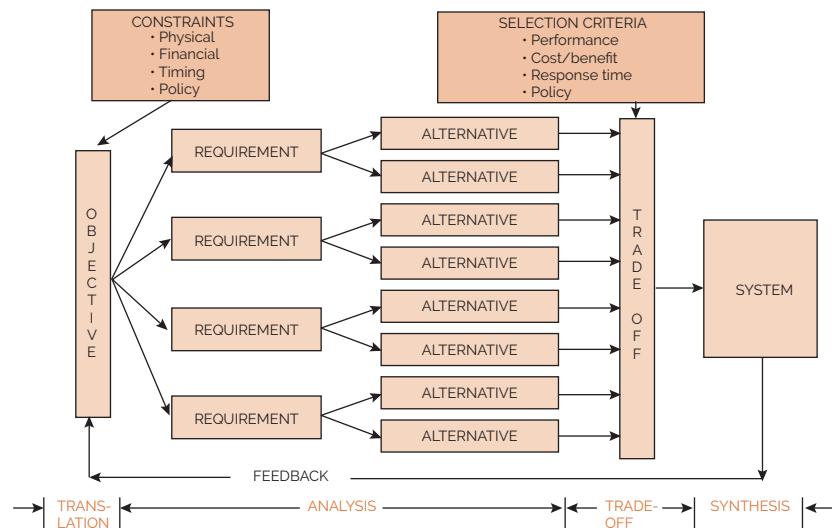 CONSTRAINTS
• Physical
• Financial
• Timing
• Policy
SELECTION CRITERIA
• Performance
• Cost/benefit
• Response time
• Policy
OBJECTIVE
REQUIREMENT
REQUIREMENT
REQUIREMENT
REQUIREMENT
ALTERNATIVE
ALTERNATIVE
ALTERNATIVE
ALTERNATIVE
ALTERNATIVE
ALTERNATIVE
ALTERNATIVE
ALTERNATIVE
TRADE OFF
SYSTEM
FEEDBACK
TRANS-
LATION
ANALYSIS
TRADE-
OFF
SYNTHESIS